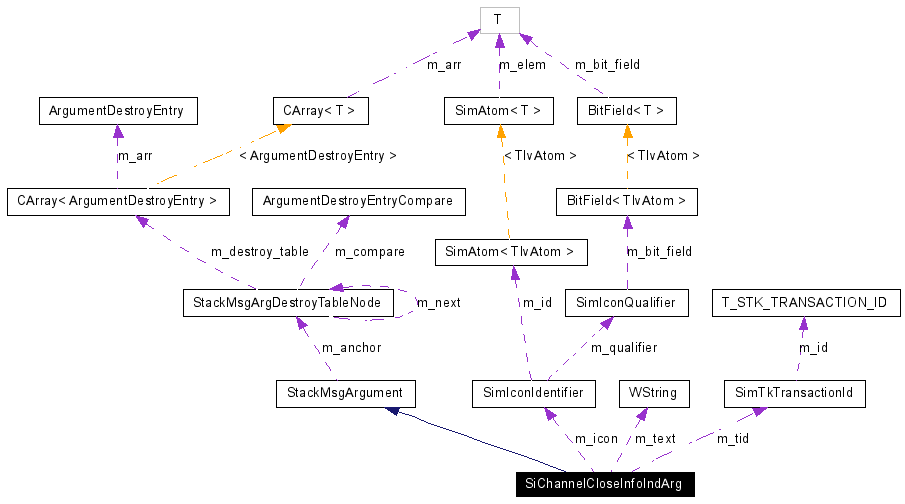 T
m_arr
m_elem
m_bit_field
ArgumentDestroyEntry
CArray< T >
SimAtom< T >
BitField< T >
m_arr
< ArgumentDestroyEntry >
< TlvAtom >
< TlvAtom >
CArray< ArgumentDestroyEntry >
ArgumentDestroyEntryCompare
BitField< TlvAtom >
m_destroy_table
m_compare
SimAtom< TlvAtom >
m_bit_field
StackMsgArgDestroyTableNode
m_next
m_id
SimIconQualifier
T_STK_TRANSACTION_ID
m_anchor
m_qualifier
m_id
StackMsgArgument
SimIconIdentifier
WString
SimTkTransactionId
m_icon
m_text
m_tid
SiChannelCloseInfoIndArg